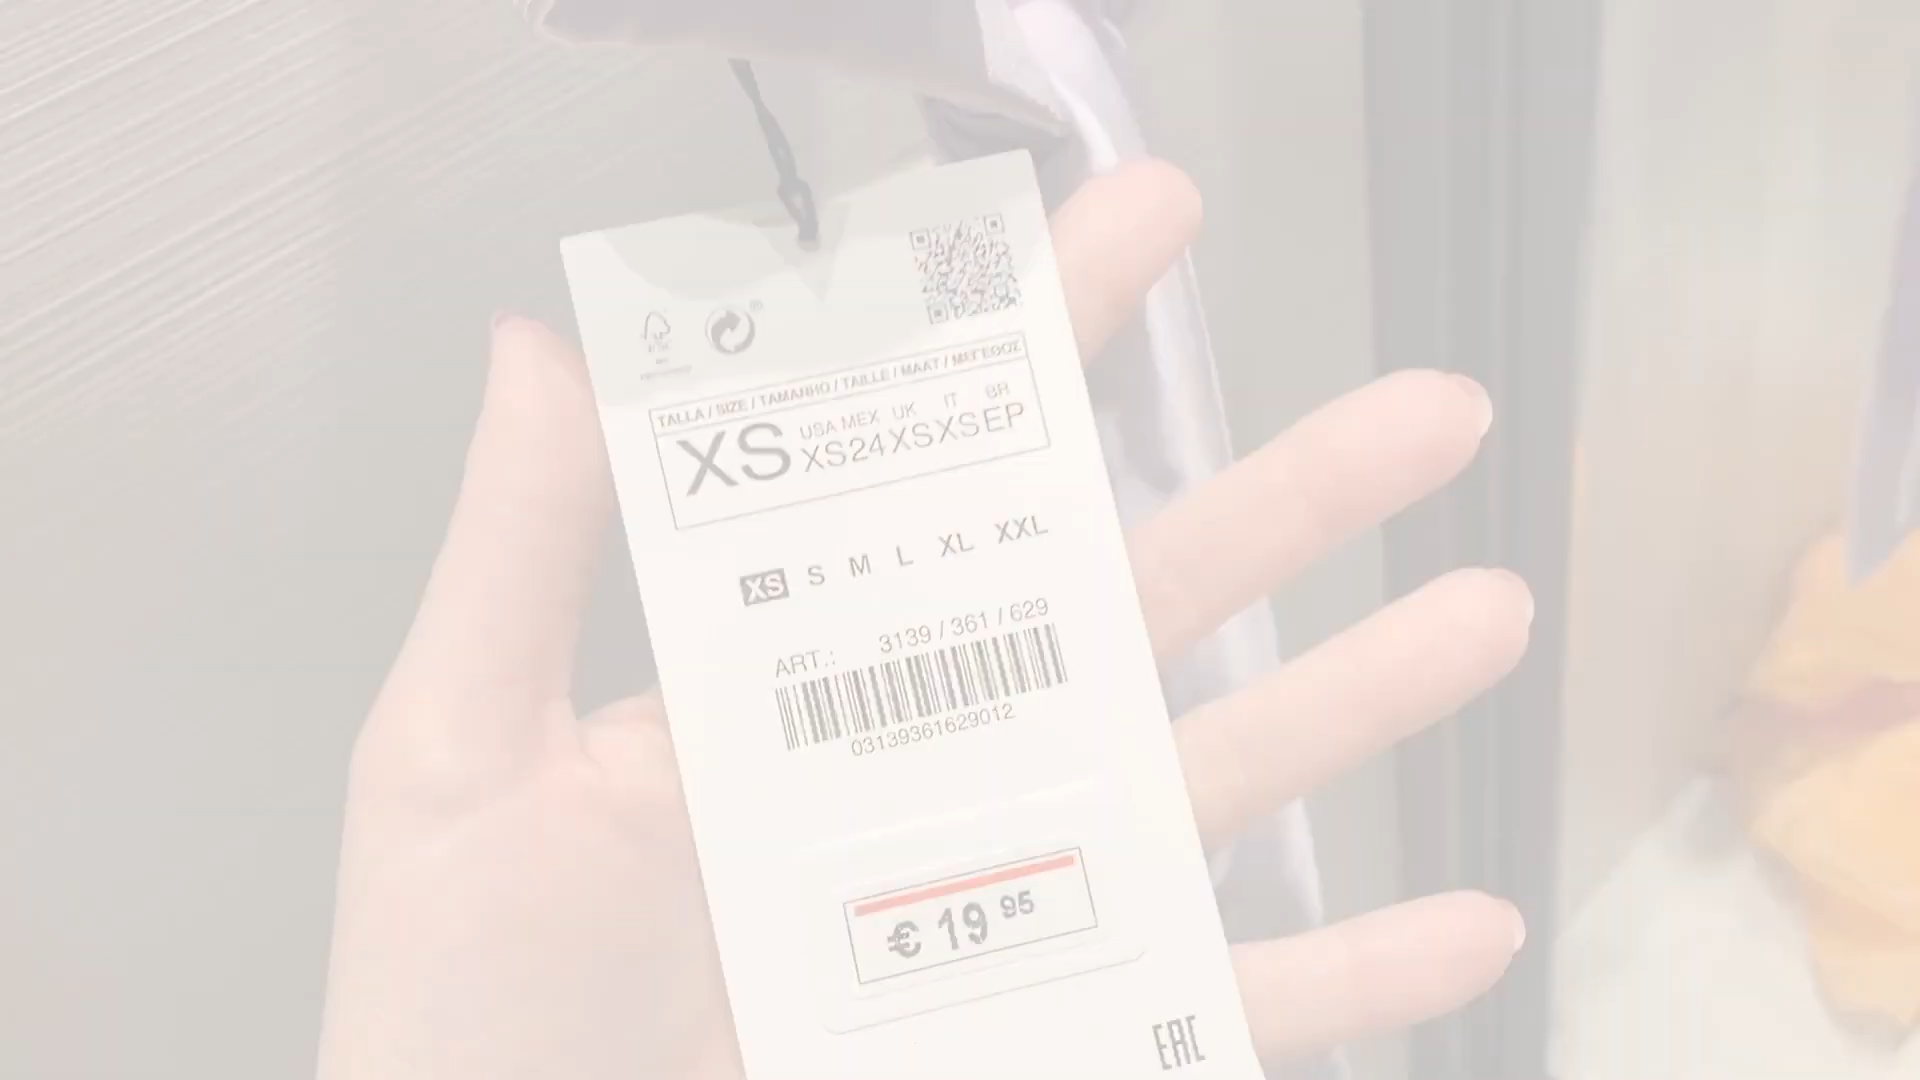 ®
TALLA / SIZE / TAMANHO / TAILLE / MAAT / ΜΕΓΕΘΟΣ
XS
USA MEX UK IT BR
XS 24 XS XS EP
XS S M L XL XXL
ART.: 3139 / 361 / 629
03139361629012
€ 19 95
EAC